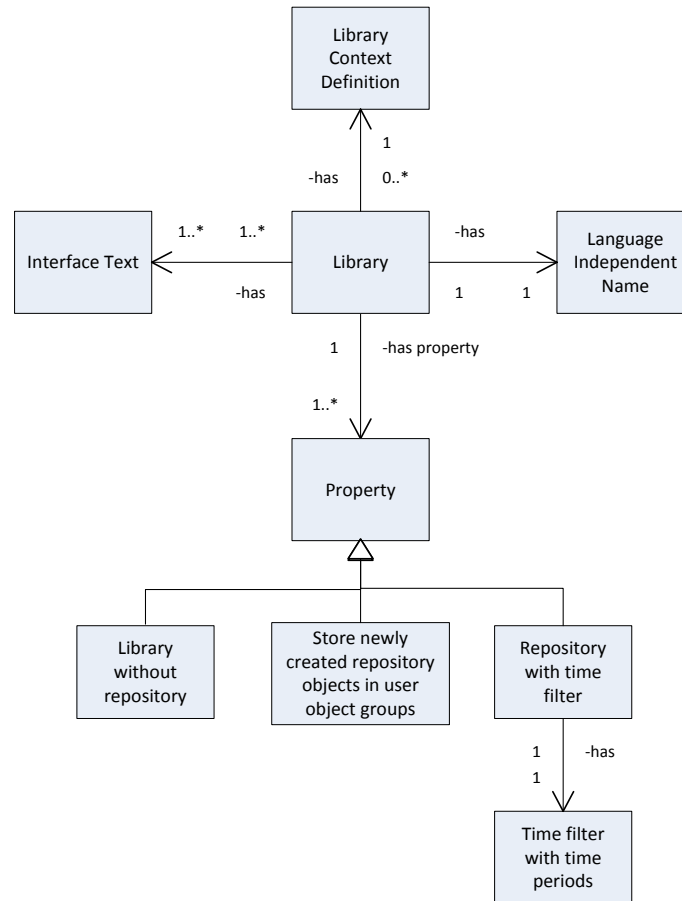 Library
Context
Definition
1
-has
0..*
1..*
1..*
-has
Interface Text
Library
Language
Independent
Name
-has
1
1
1
-has property
1..*
Property
Library
without
repository
Store newly
created repository
objects in user
object groups
Repository
with time
filter
1
-has
1
Time filter
with time
periods